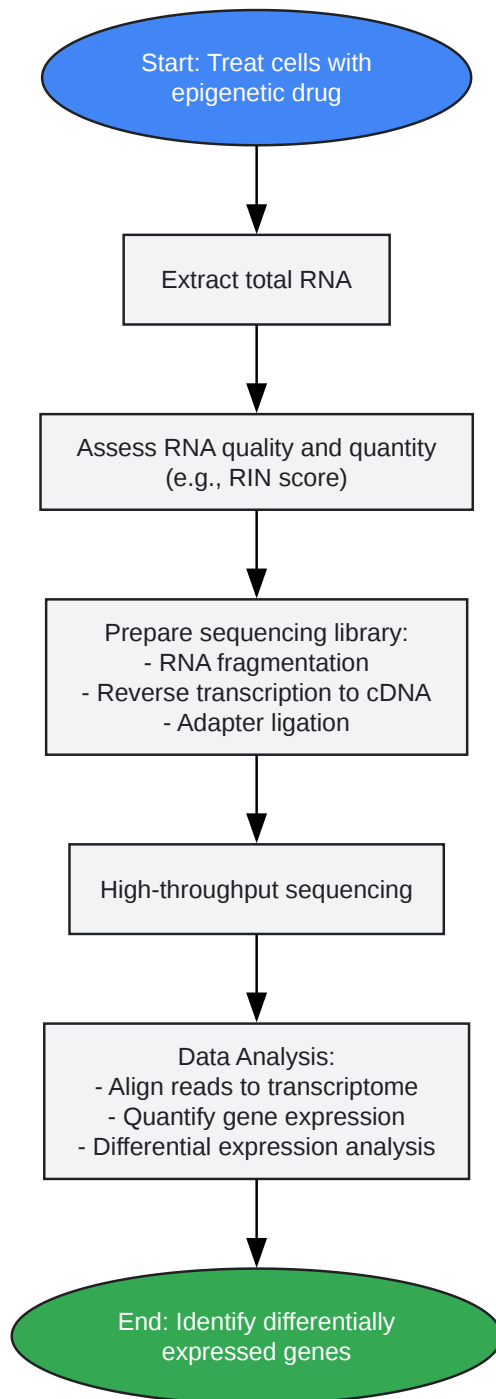 Start: Treat cells with
epigenetic drug
Extract total RNA
Assess RNA quality and quantity
(e.g., RIN score)
Prepare sequencing library:
- RNA fragmentation
- Reverse transcription to cDNA
- Adapter ligation
High-throughput sequencing
Data Analysis:
- Align reads to transcriptome
- Quantify gene expression
- Differential expression analysis
End: Identify differentially
expressed genes